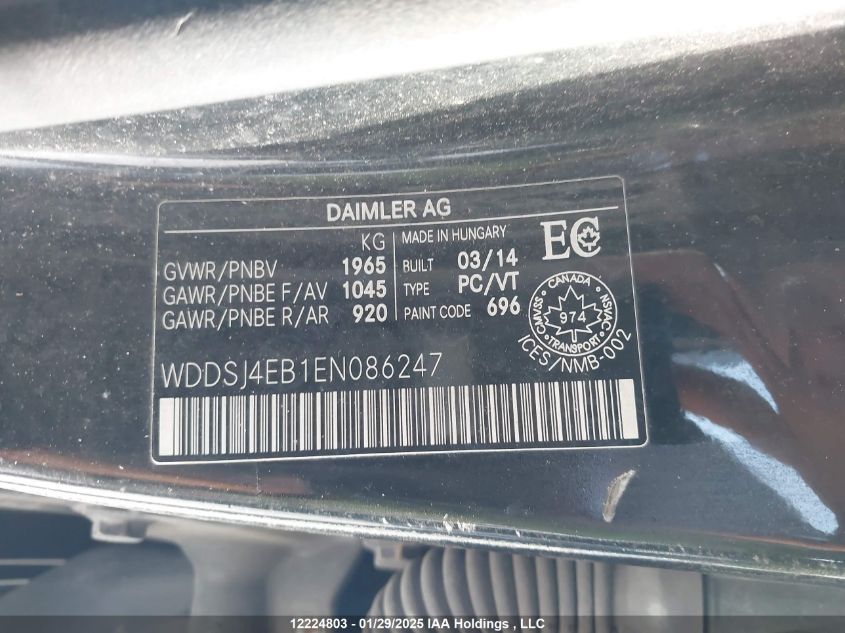 DAIMLER AG
KG
GVWR/PNBV 1965
GAWR/PNBE F/AV 1045
GAWR/PNBE R/AR 920
MADE IN HUNGARY
BUILT 03/14
TYPE PC/VT
PAINT CODE 696
EC
CANADA
CMVSS 974 NSVAC
TRANSPORT
ICES/NMB-002
WDDSJ4EB1EN086247
12224803 - 01/29/2025 IAA Holdings , LLC